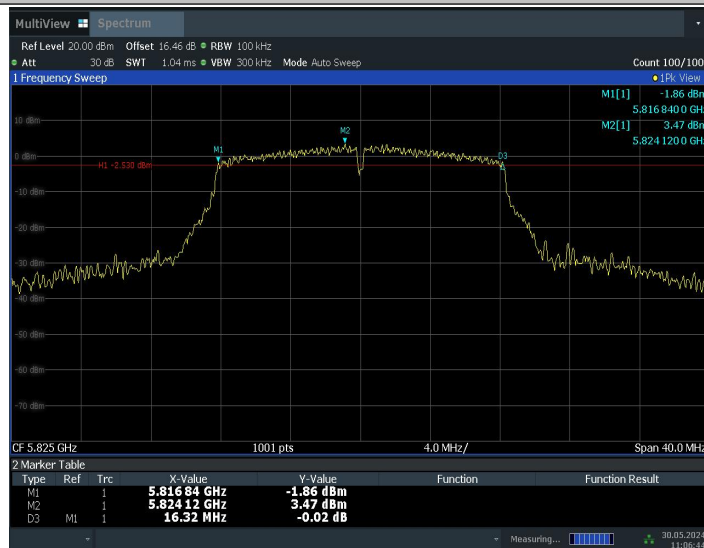 MultiView Spectrum
Ref Level 20.00 dBm Offset 16.46 dB RBW 100 kHz
Att 30 dB SWT 1.04 ms VBW 300 kHz Mode Auto Sweep Count 100/100
1 Frequency Sweep 1Pk View
M1[1] -1.86 dBm
5.816 840 0 GHz
M2[1] 3.47 dBm
5.824 120 0 GHz
10 dBm
M2
M1
D3
0 dBm
H1 -2.530 dBm
-10 dBm
-20 dBm
-30 dBm
-40 dBm
-50 dBm
-60 dBm
-70 dBm
CF 5.825 GHz 1001 pts 4.0 MHz/ Span 40.0 MHz
2 Marker Table
Type Ref Trc X-Value Y-Value Function Function Result
M1 1 5.816 84 GHz -1.86 dBm
M2 1 5.824 12 GHz 3.47 dBm
D3 M1 1 16.32 MHz -0.02 dB
Measuring... 30.05.2024
11:06:44